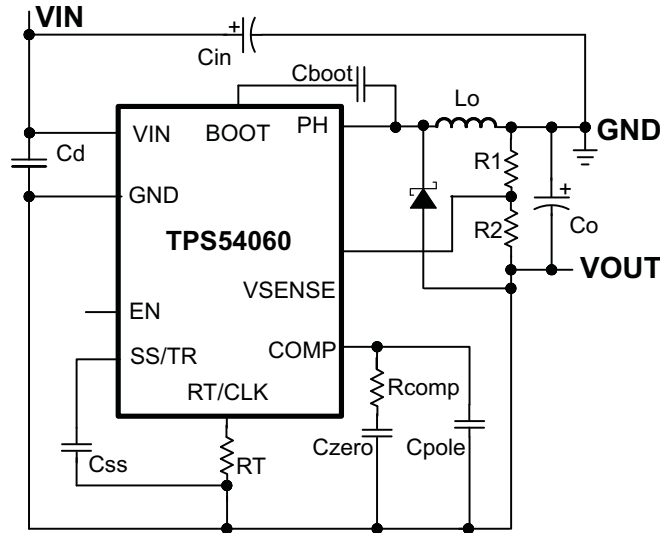 VIN
+
Cin
Cboot
Lo
VIN
BOOT
PH
GND
Cd
R1
GND
+
TPS54060
R2
Co
VSENSE
VOUT
EN
COMP
SS/TR
RT/CLK
Rcomp
Css
RT
Czero
Cpole